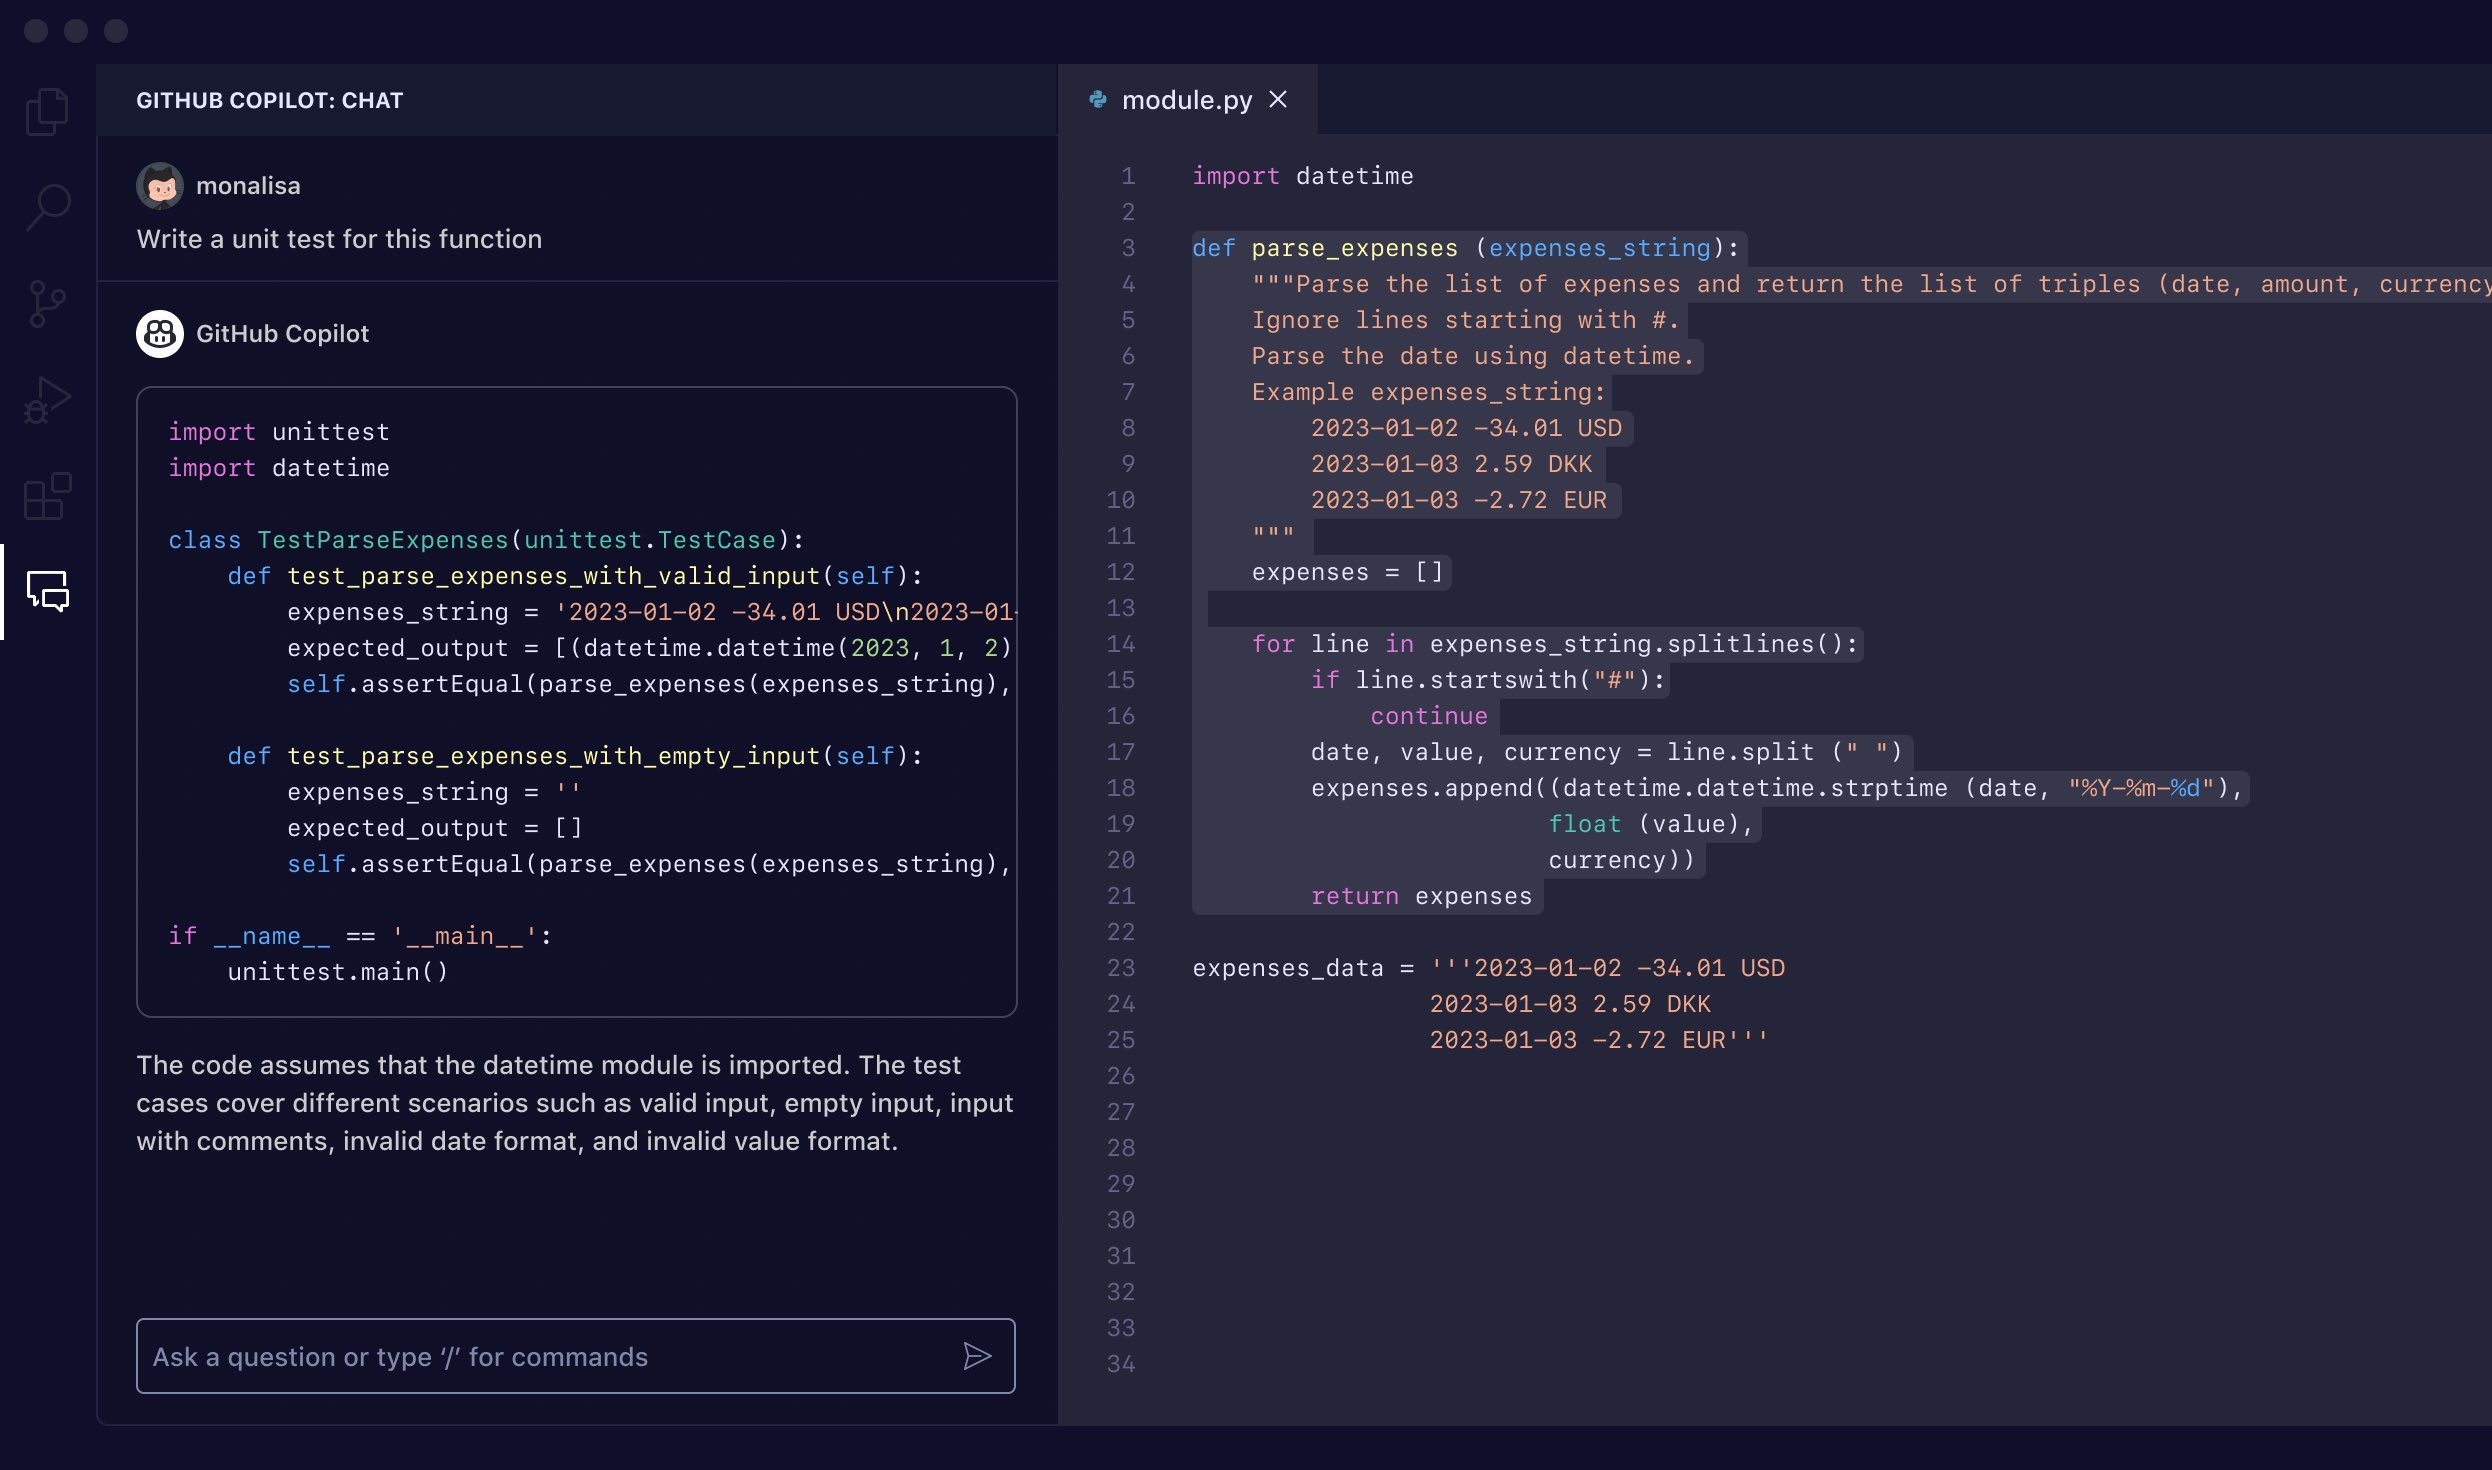 GITHUB COPILOT: CHAT
monalisa
Write a unit test for this function
GitHub Copilot
import unittest
import datetime
class TestParseExpenses(unittest.TestCase):
    def test_parse_expenses_with_valid_input(self):
        expenses_string = '2023-01-02 -34.01 USD\n2023-01-
        expected_output = [(datetime.datetime(2023, 1, 2)
        self.assertEqual(parse_expenses(expenses_string),
    def test_parse_expenses_with_empty_input(self):
        expenses_string = ''
        expected_output = []
        self.assertEqual(parse_expenses(expenses_string),
if __name__ == '__main__':
    unittest.main()
The code assumes that the datetime module is imported. The test
cases cover different scenarios such as valid input, empty input, input
with comments, invalid date format, and invalid value format.
Ask a question or type ‘/’ for commands
module.py
1 import datetime
2
3 def parse_expenses (expenses_string):
4     """Parse the list of expenses and return the list of triples (date, amount, currency
5     Ignore lines starting with #.
6     Parse the date using datetime.
7     Example expenses_string:
8         2023-01-02 -34.01 USD
9         2023-01-03 2.59 DKK
10         2023-01-03 -2.72 EUR
11     """
12     expenses = []
13
14     for line in expenses_string.splitlines():
15         if line.startswith("#"):
16             continue
17         date, value, currency = line.split (" ")
18         expenses.append((datetime.datetime.strptime (date, "%Y-%m-%d"),
19                         float (value),
20                         currency))
21         return expenses
22
23 expenses_data = '''2023-01-02 -34.01 USD
24                 2023-01-03 2.59 DKK
25                 2023-01-03 -2.72 EUR'''
26
27
28
29
30
31
32
33
34